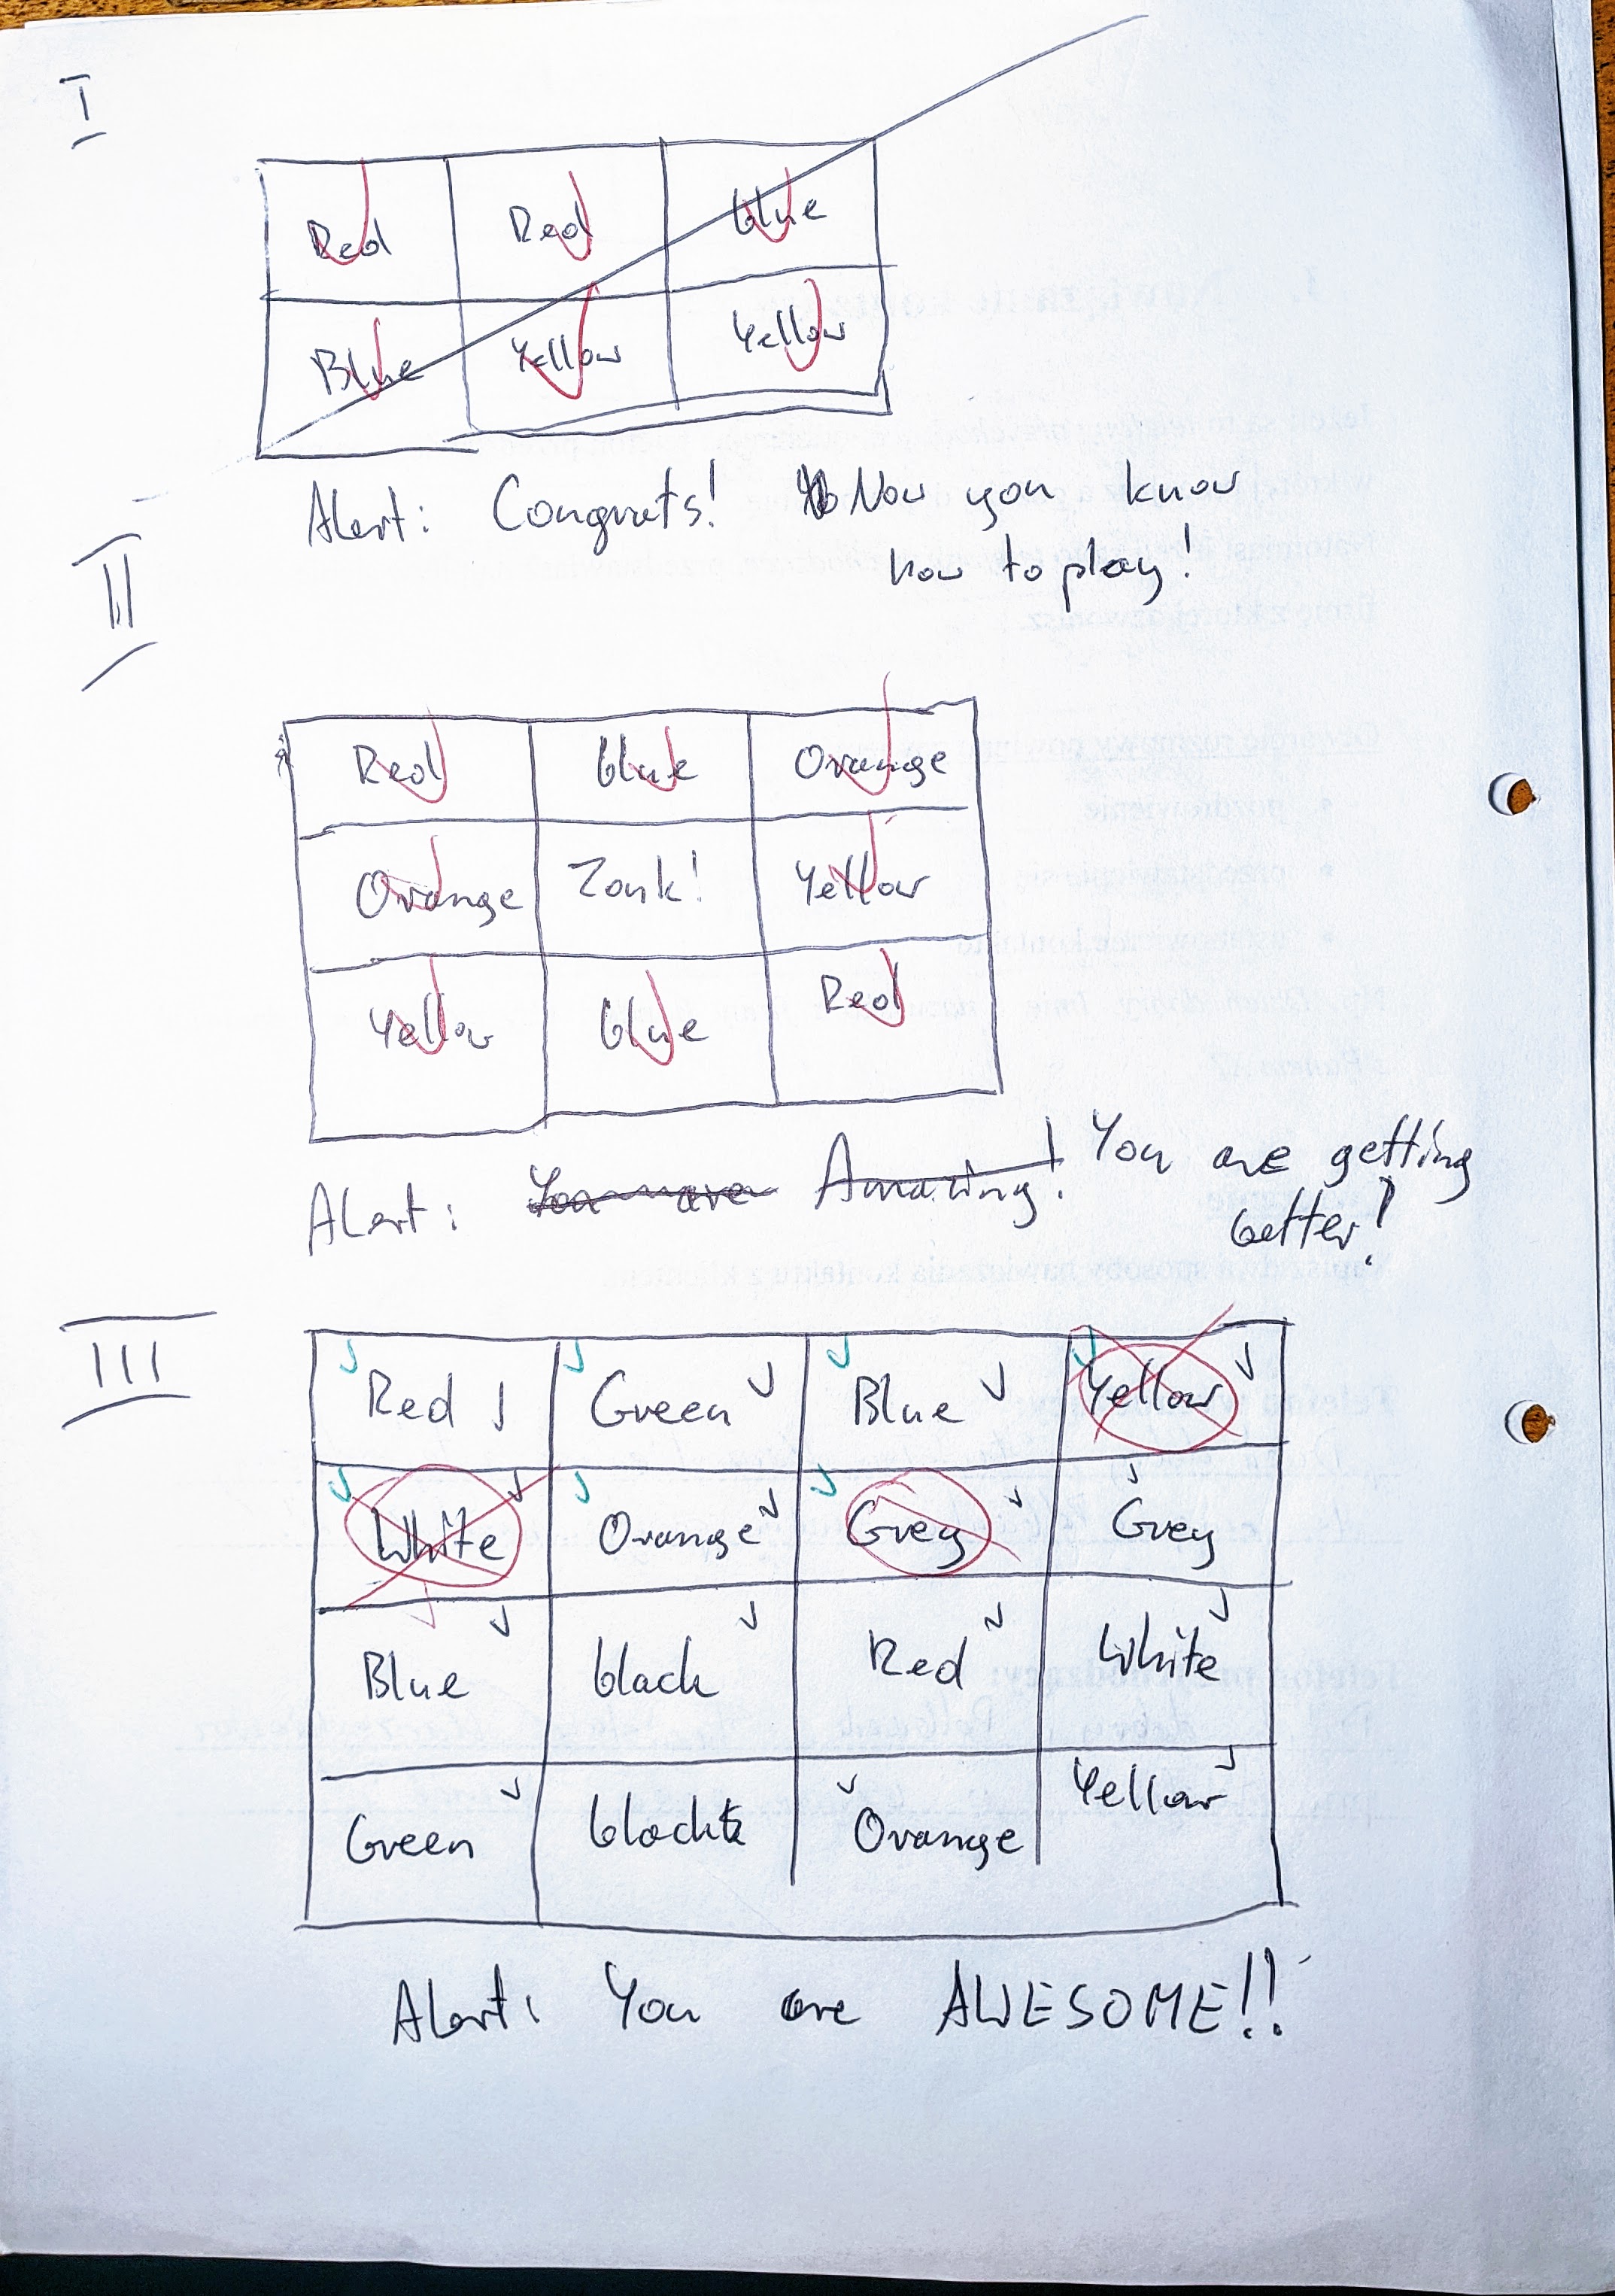 I
Red Red blue
Blue Yellow Yellow
Alert: Congrats! Now you know
how to play!
II
Red blue Orange
Orange Zonk! Yellow
Yellow blue Red
Alert: You are Amazing! You are getting
better!
III
Red Green Blue Yellow
White Orange Grey Grey
Blue black Red White
Green black Orange Yellow
Alert: You are AWESOME!!